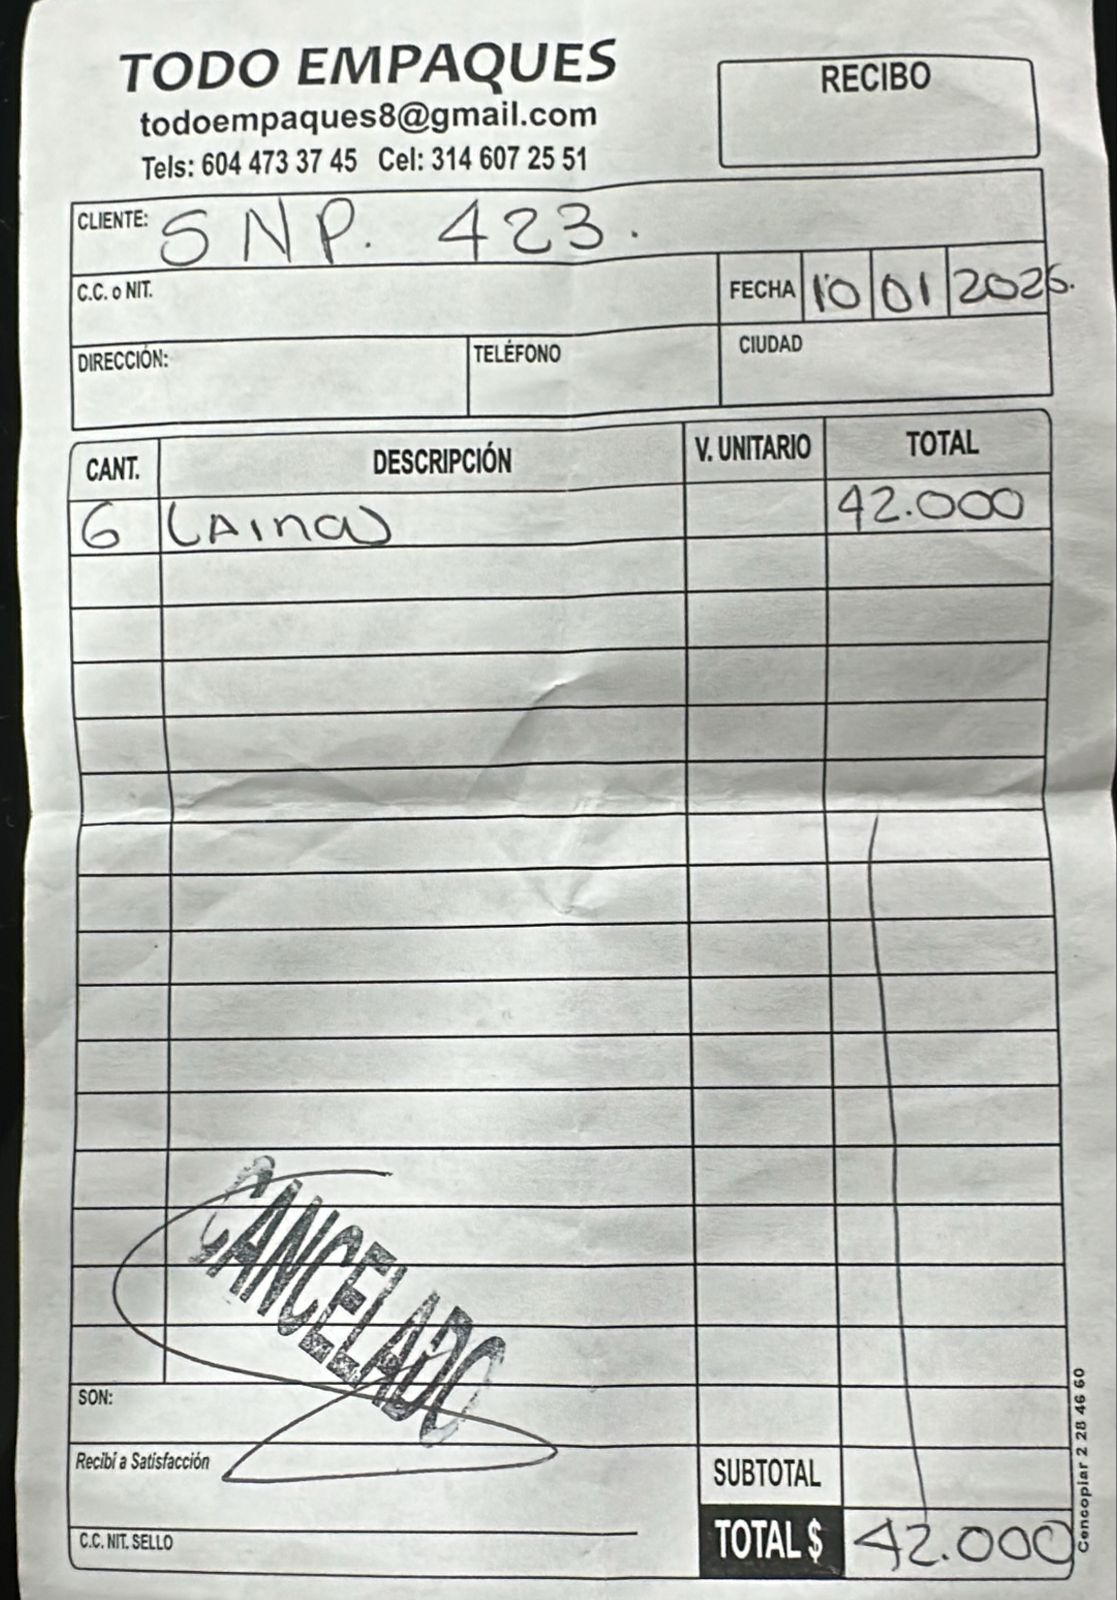 TODO EMPAQUES
todoempaques8@gmail.com
Tels: 604 473 37 45 Cel: 314 607 25 51
RECIBO
CLIENTE: SNP. 423.
C.C. o NIT.
FECHA 10 01 2026.
DIRECCIÓN:
TELÉFONO
CIUDAD
CANT. DESCRIPCIÓN V. UNITARIO TOTAL
6 LAINA 42.000
CANCELADO
SON:
Recibí a Satisfacción
SUBTOTAL
C.C. NIT. SELLO
TOTAL $ 42.000
Cencopiar 2 28 46 60